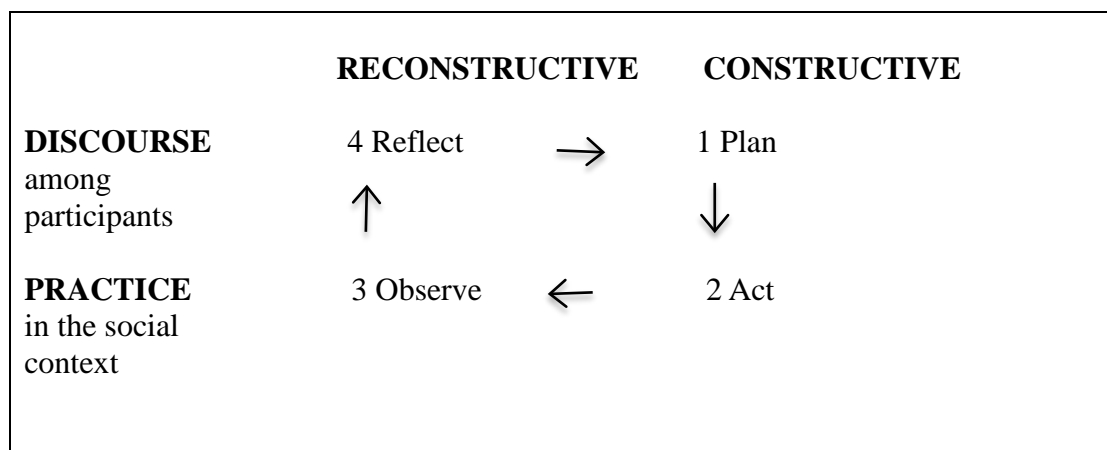 RECONSTRUCTIVE CONSTRUCTIVE
DISCOURSE 4 Reflect 1 Plan
among
participants
PRACTICE 3 Observe 2 Act
in the social
context